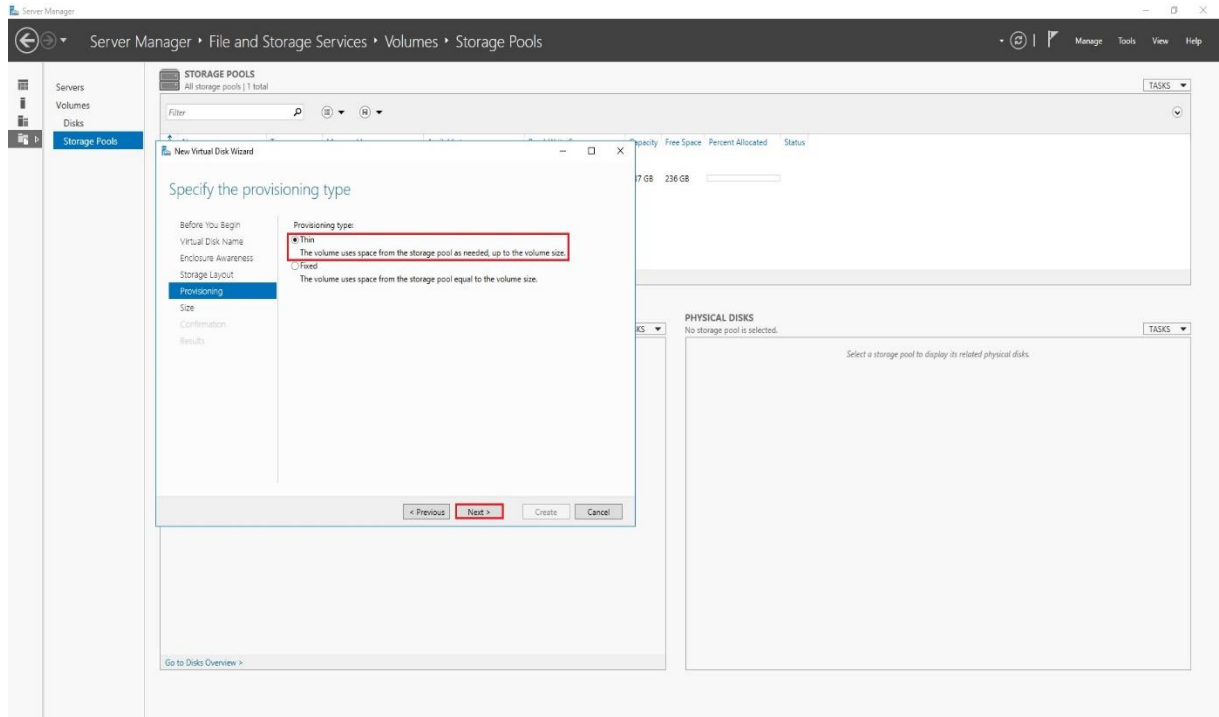 Server Manager
Server Manager • File and Storage Services • Volumes • Storage Pools
Manage Tools View Help
Servers
Volumes
Disks
Storage Pools
STORAGE POOLS
All storage pools | 1 total
TASKS
Filter
Capacity Free Space Percent Allocated Status
7 GB 236 GB
New Virtual Disk Wizard
Specify the provisioning type
Before You Begin
Virtual Disk Name
Enclosure Awareness
Storage Layout
Provisioning
Size
Confirmation
Results
Provisioning type:
Thin
The volume uses space from the storage pool as needed, up to the volume size.
Fixed
The volume uses space from the storage pool equal to the volume size.
< Previous Next > Create Cancel
KS
PHYSICAL DISKS
No storage pool is selected.
TASKS
Select a storage pool to display its related physical disks.
Go to Disks Overview >